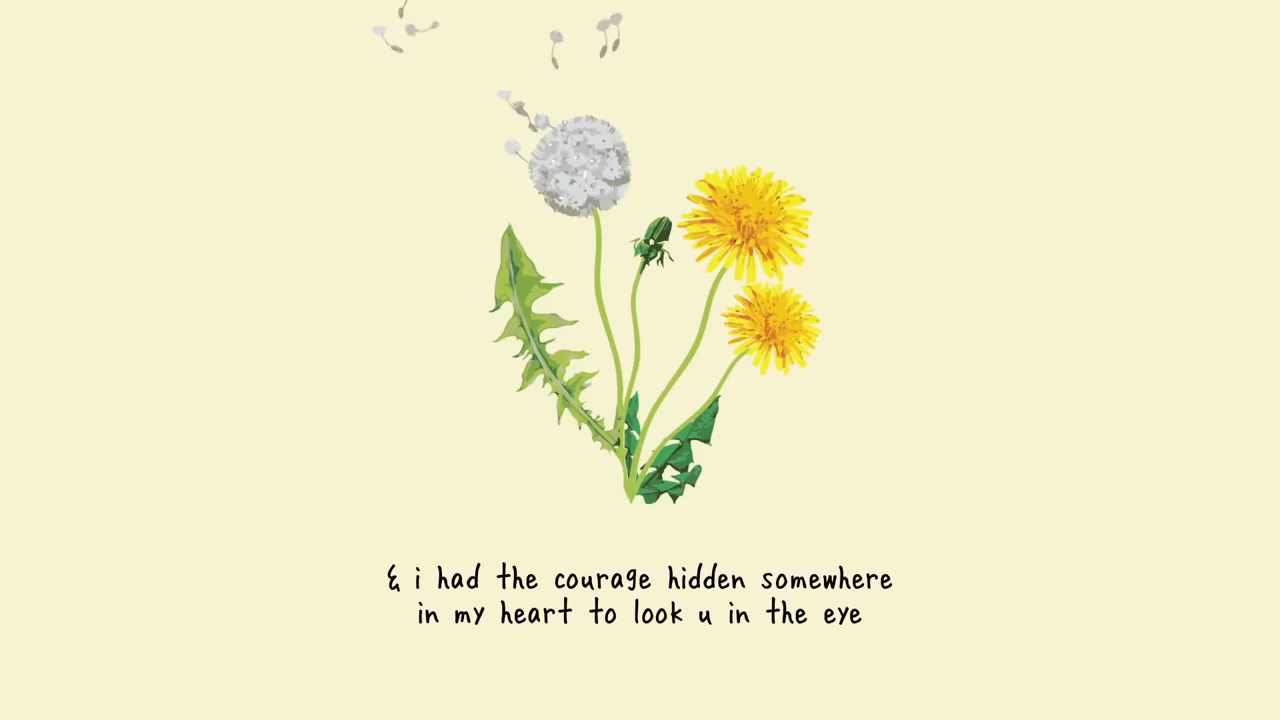 & i had the courage hidden somewhere
in my heart to look u in the eye